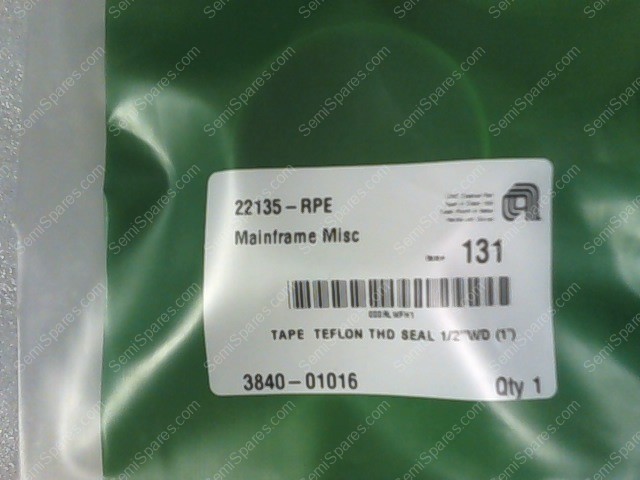 22135-RPE
Mainframe Misc
131
TAPE TEFLON THD SEAL 1/2"WD (1")
3840-01016
Qty 1
SemiSpares.com